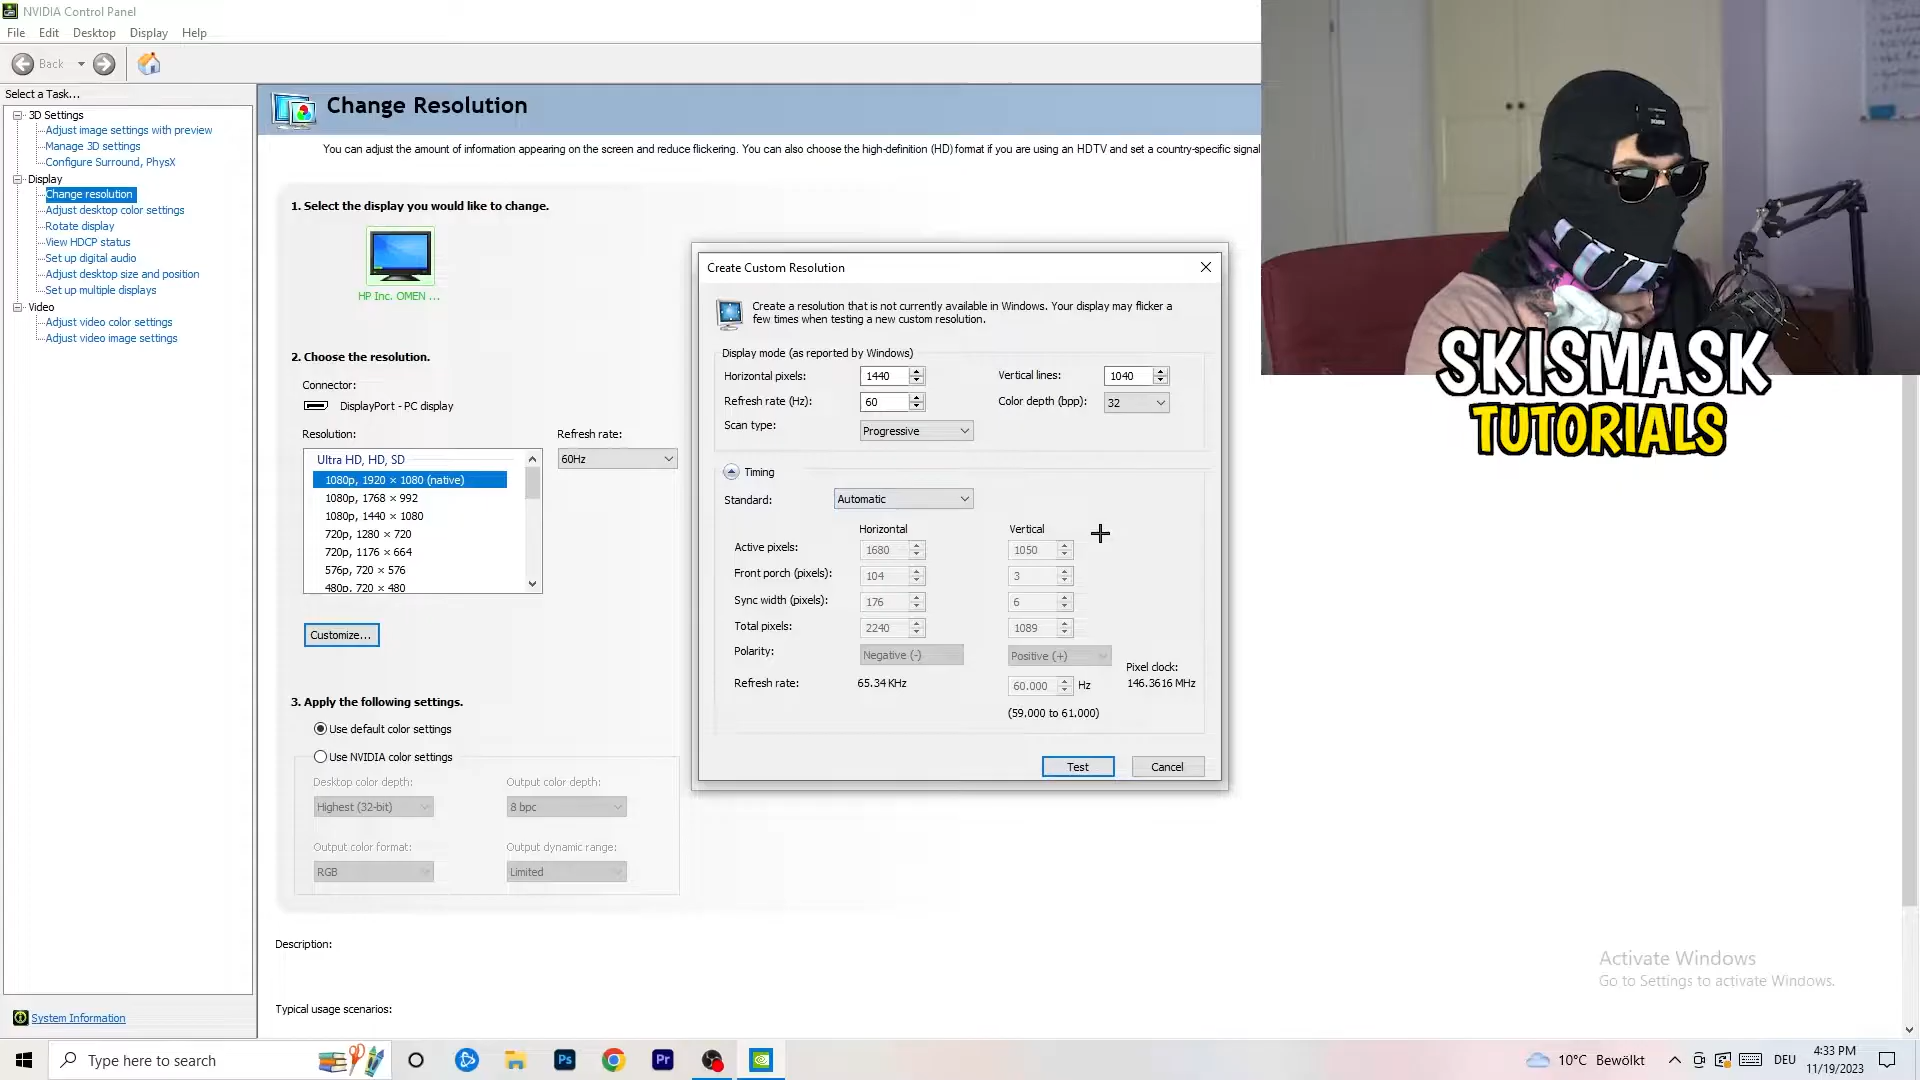 NVIDIA Control Panel
File Edit Desktop Display Help
Back
Select a Task...
3D Settings
Adjust image settings with preview
Manage 3D settings
Configure Surround, PhysX
Display
Change resolution
Adjust desktop color settings
Rotate display
View HDCP status
Set up digital audio
Adjust desktop size and position
Set up multiple displays
Video
Adjust video color settings
Adjust video image settings
System Information
Change Resolution
You can adjust the amount of information appearing on the screen and reduce flickering. You can also choose the high-definition (HD) format if you are using an HDTV and set a country-specific signal
1. Select the display you would like to change.
HP Inc. OMEN ...
2. Choose the resolution.
Connector:
DisplayPort - PC display
Resolution:
Refresh rate:
Ultra HD, HD, SD
60Hz
1080p, 1920 × 1080 (native)
1080p, 1768 × 992
1080p, 1440 × 1080
720p, 1280 × 720
720p, 1176 × 664
576p, 720 × 576
480p, 720 × 480
Customize...
3. Apply the following settings.
Use default color settings
Use NVIDIA color settings
Desktop color depth:
Output color depth:
Highest (32-bit)
8 bpc
Output color format:
Output dynamic range:
RGB
Limited
Description:
Typical usage scenarios:
Create Custom Resolution
Create a resolution that is not currently available in Windows. Your display may flicker a
few times when testing a new custom resolution.
Display mode (as reported by Windows)
Horizontal pixels: 1440 Vertical lines: 1040
Refresh rate (Hz): 60 Color depth (bpp): 32
Scan type: Progressive
Timing
Standard: Automatic
Horizontal Vertical
Active pixels: 1680 1050
Front porch (pixels): 104 3
Sync width (pixels): 176 6
Total pixels: 2240 1089
Polarity: Negative (-) Positive (+)
Pixel clock:
Refresh rate: 65.34 KHz 60.000 Hz 146.3616 MHz
(59.000 to 61.000)
Test Cancel
SKISMASK
TUTORIALS
Activate Windows
Go to Settings to activate Windows.
Type here to search
Ps
Pr
10°C Bewölkt
DEU
4:33 PM
11/19/2023